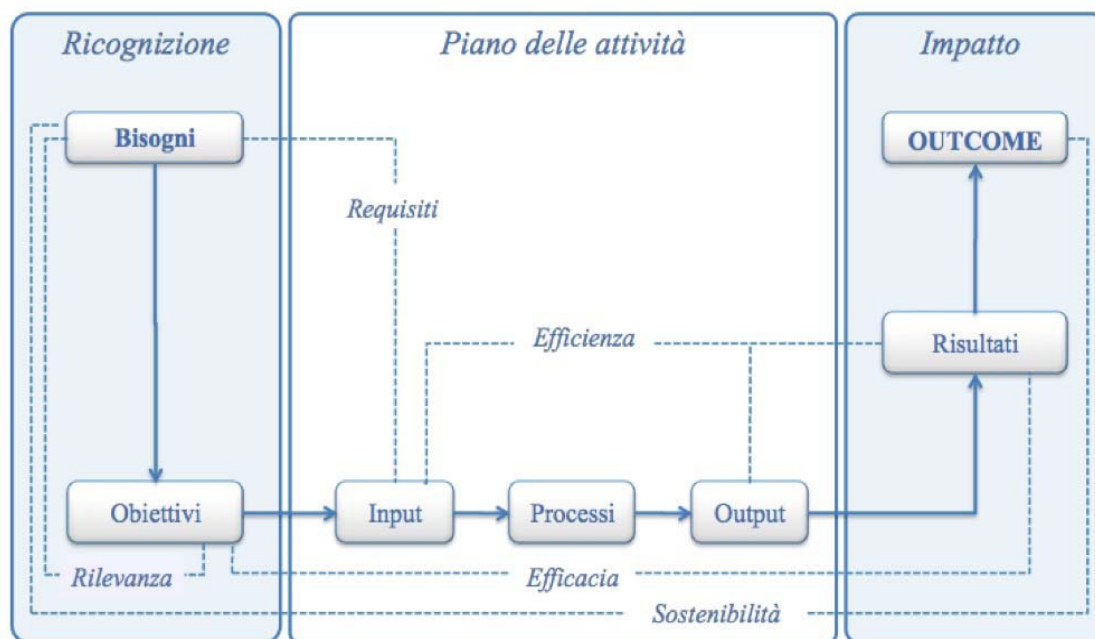 Ricognizione
Piano delle attività
Impatto
Bisogni
OUTCOME
Requisiti
Efficienza
Risultati
Obiettivi
Input
Processi
Output
Rilevanza
Efficacia
Sostenibilità